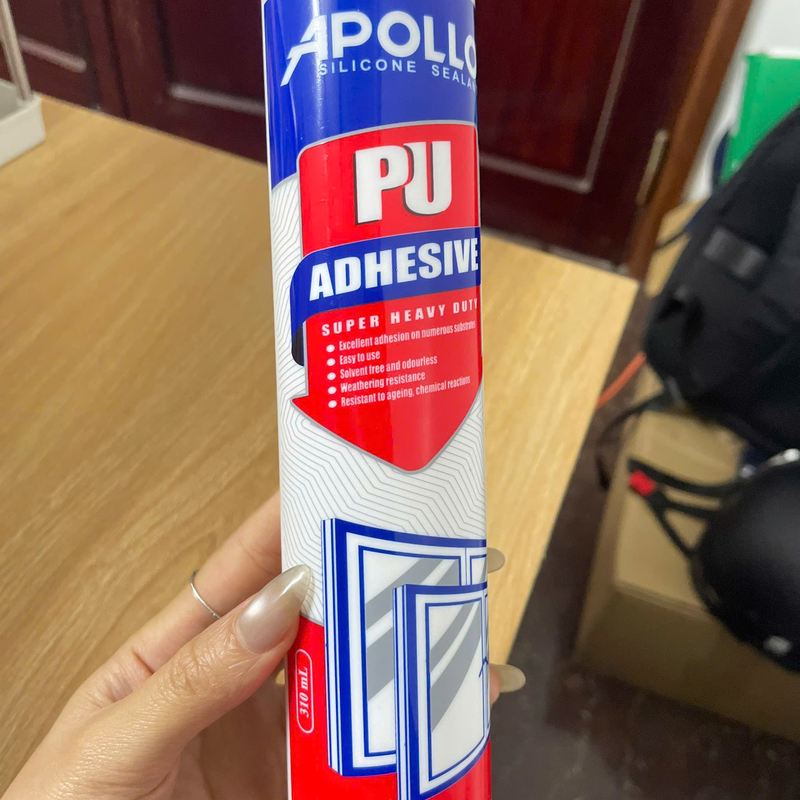 APOLLO
SILICONE
PU
ADHESIVE
SUPER HEAVY DUTY
Excellent adhesion on numerous substrates
Easy to use
Solvent free and odourless
Weathering resistance
Resistant to ageing, chemical reactions
310 mL